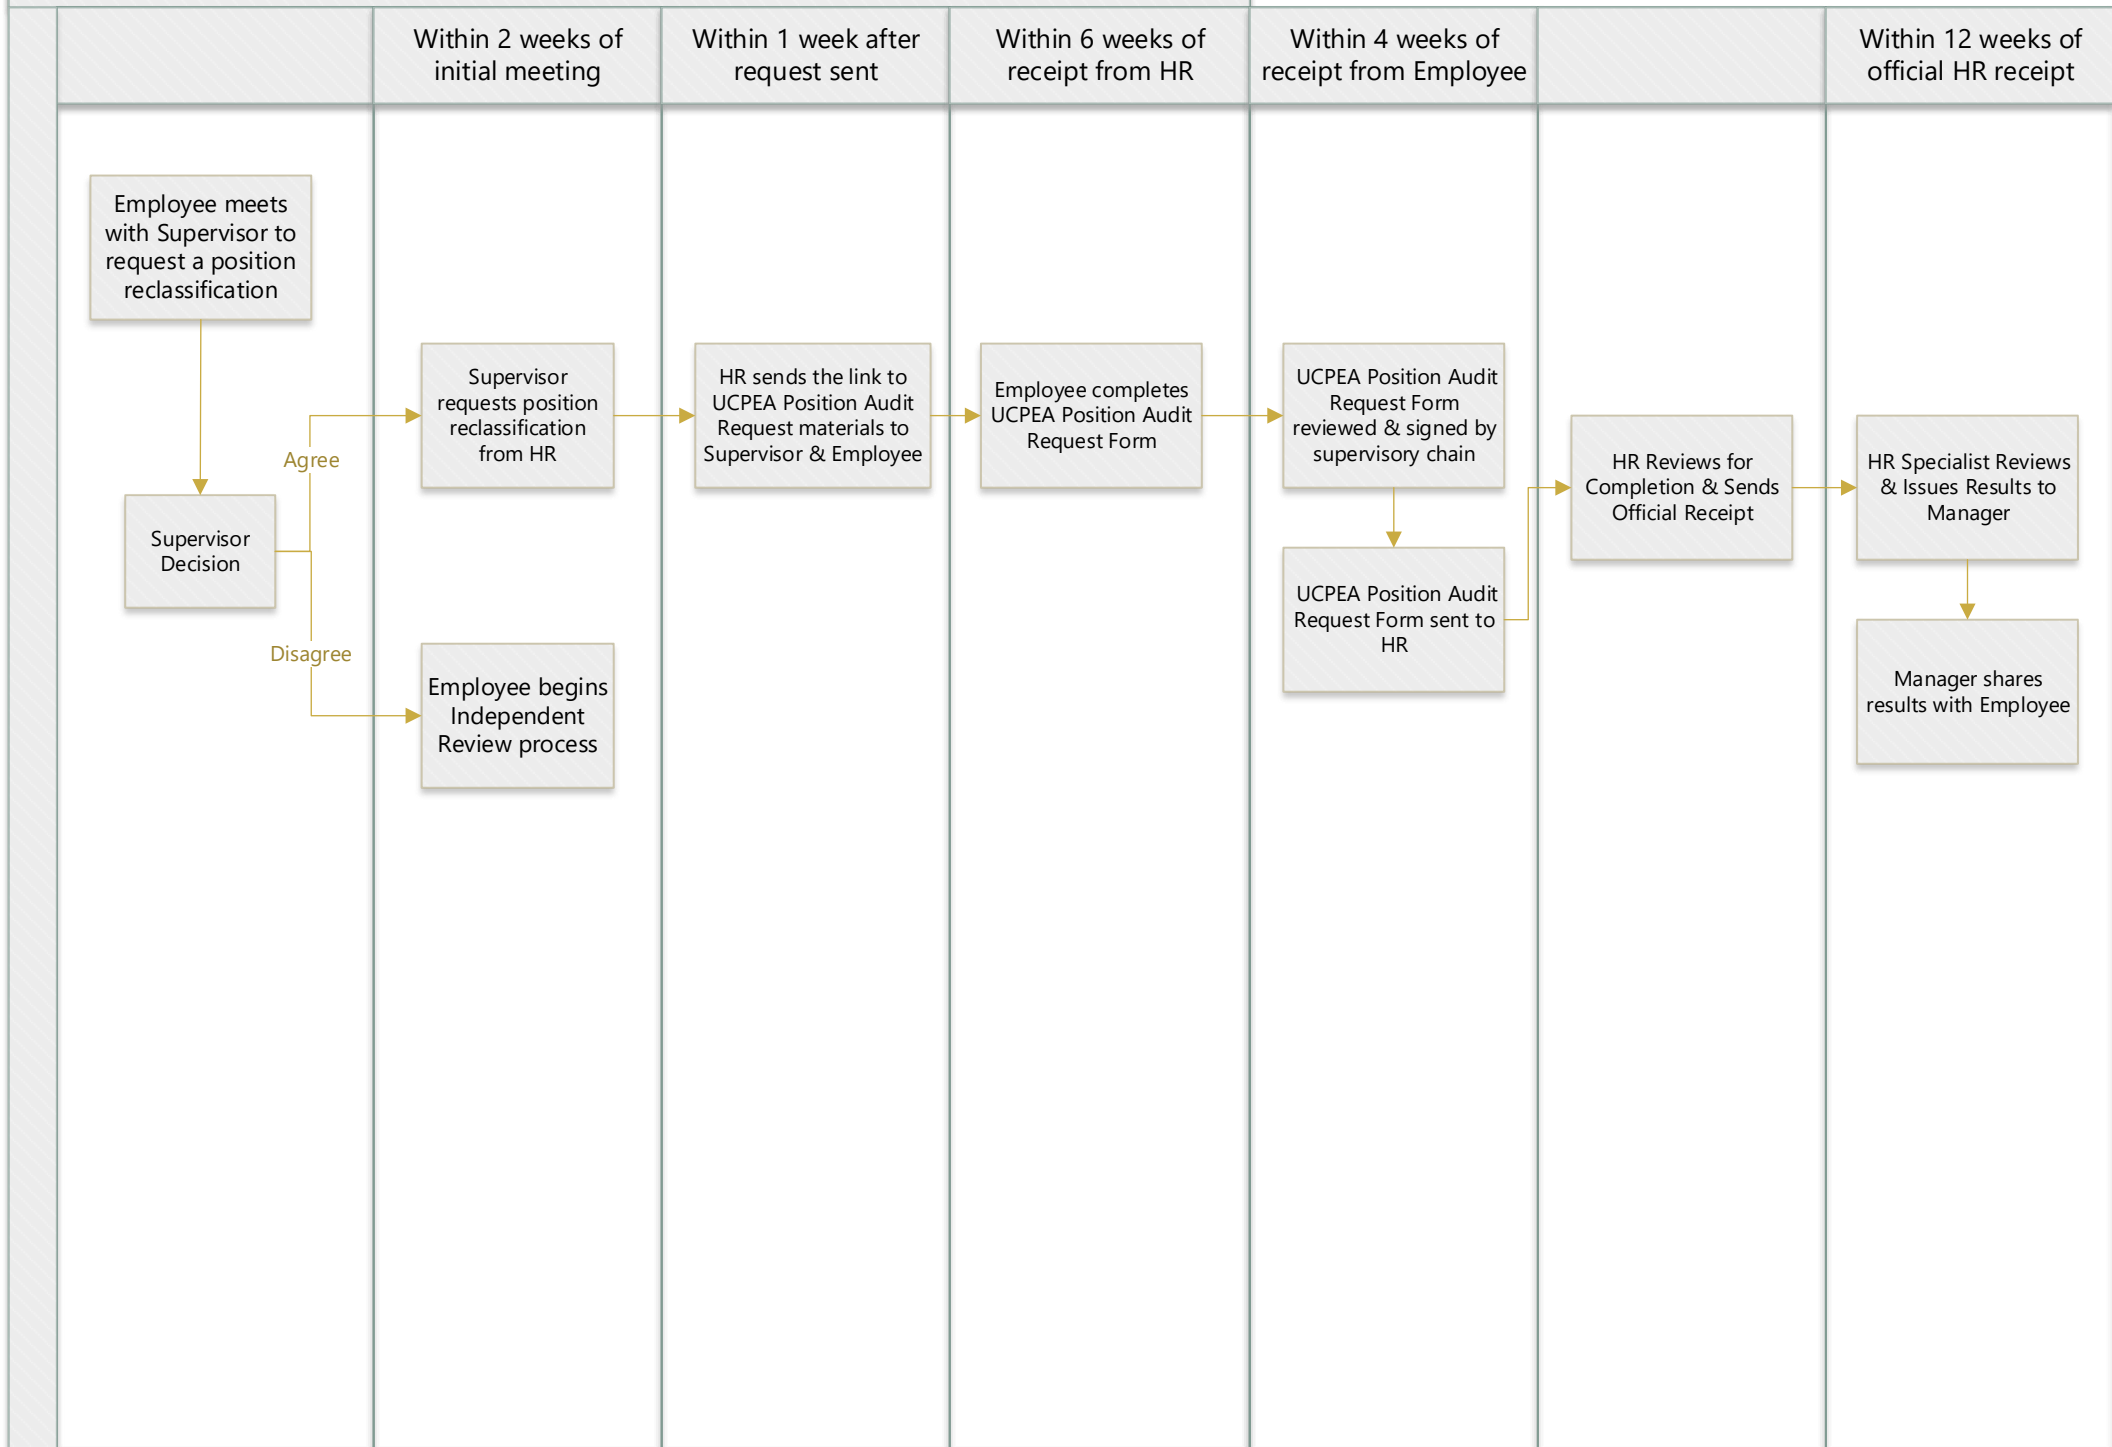 Within 2 weeks of
initial meeting
Within 1 week after
request sent
Within 6 weeks of
receipt from HR
Within 4 weeks of
receipt from Employee
Within 12 weeks of
official HR receipt
Employee meets
with Supervisor to
request a position
reclassification
Supervisor
Decision
Agree
Disagree
Supervisor
requests position
reclassification
from HR
Employee begins
Independent
Review process
HR sends the link to
UCPEA Position Audit
Request materials to
Supervisor & Employee
Employee completes
UCPEA Position Audit
Request Form
UCPEA Position Audit
Request Form
reviewed & signed by
supervisory chain
UCPEA Position Audit
Request Form sent to
HR
HR Reviews for
Completion & Sends
Official Receipt
HR Specialist Reviews
& Issues Results to
Manager
Manager shares
results with Employee